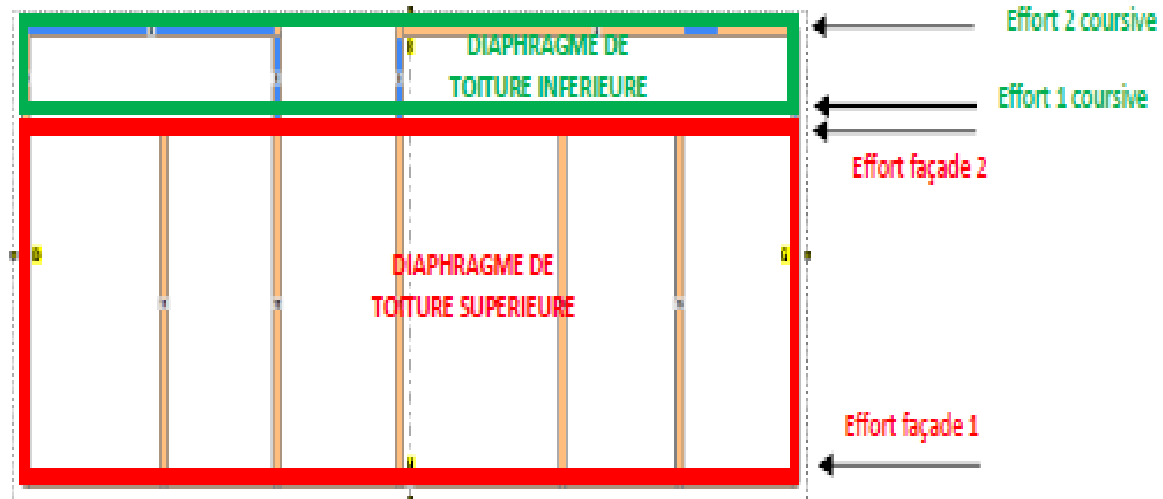 Effort 2 coursive
DIAPHRAGME DE
TOITURE INFERIEURE
Effort 1 coursive
Effort façade 2
D
G
DIAPHRAGME DE
TOITURE SUPERIEURE
Effort façade 1